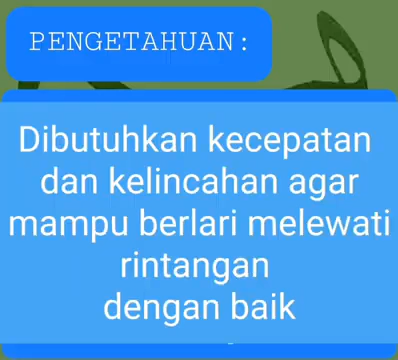 PENGETAHUAN:
Dibutuhkan kecepatan
dan kelincahan agar
mampu berlari melewati
rintangan
dengan baik